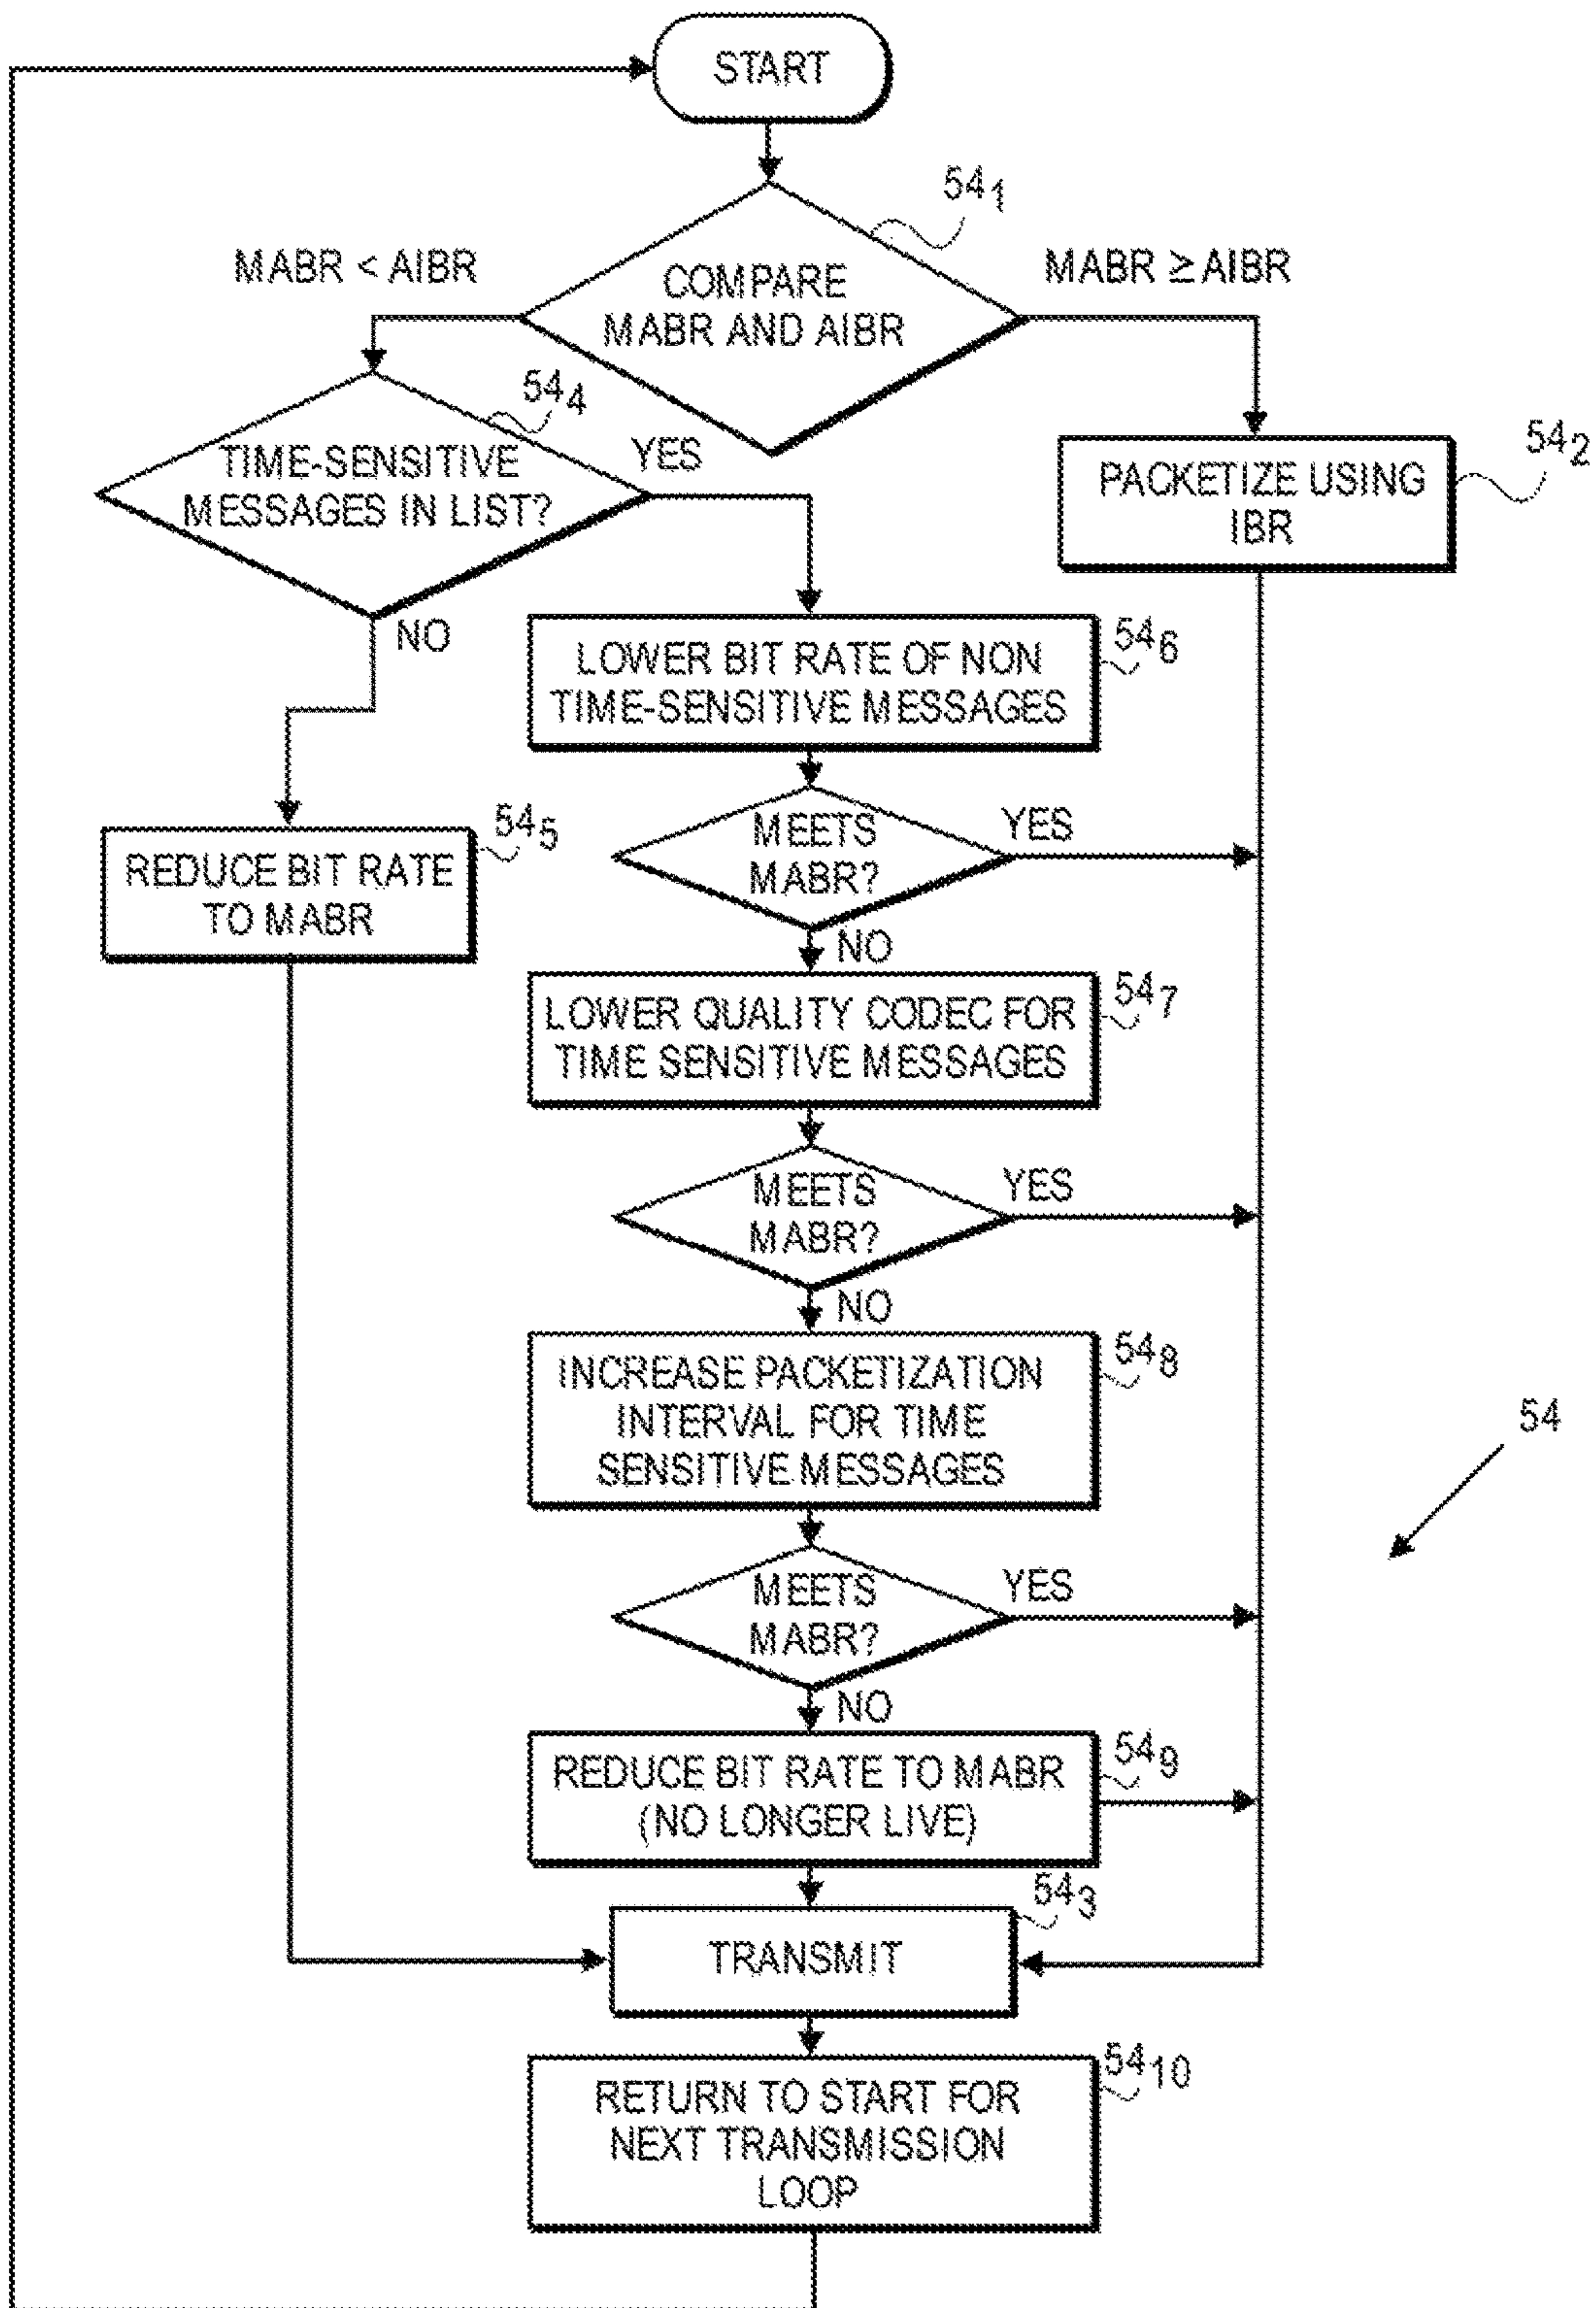 START
54₁
MABR < AIBR
COMPARE
MABR AND AIBR
MABR ≥ AIBR
54₄
TIME-SENSITIVE
MESSAGES IN LIST?
YES
NO
54₂
PACKETIZE USING
IBR
54₆
LOWER BIT RATE OF NON
TIME-SENSITIVE MESSAGES
54₅
REDUCE BIT RATE
TO MABR
MEETS
MABR?
YES
NO
54₇
LOWER QUALITY CODEC FOR
TIME SENSITIVE MESSAGES
MEETS
MABR?
YES
NO
54₈
INCREASE PACKETIZATION
INTERVAL FOR TIME
SENSITIVE MESSAGES
54
MEETS
MABR?
YES
NO
54₉
REDUCE BIT RATE TO MABR
(NO LONGER LIVE)
54₃
TRANSMIT
54₁₀
RETURN TO START FOR
NEXT TRANSMISSION
LOOP